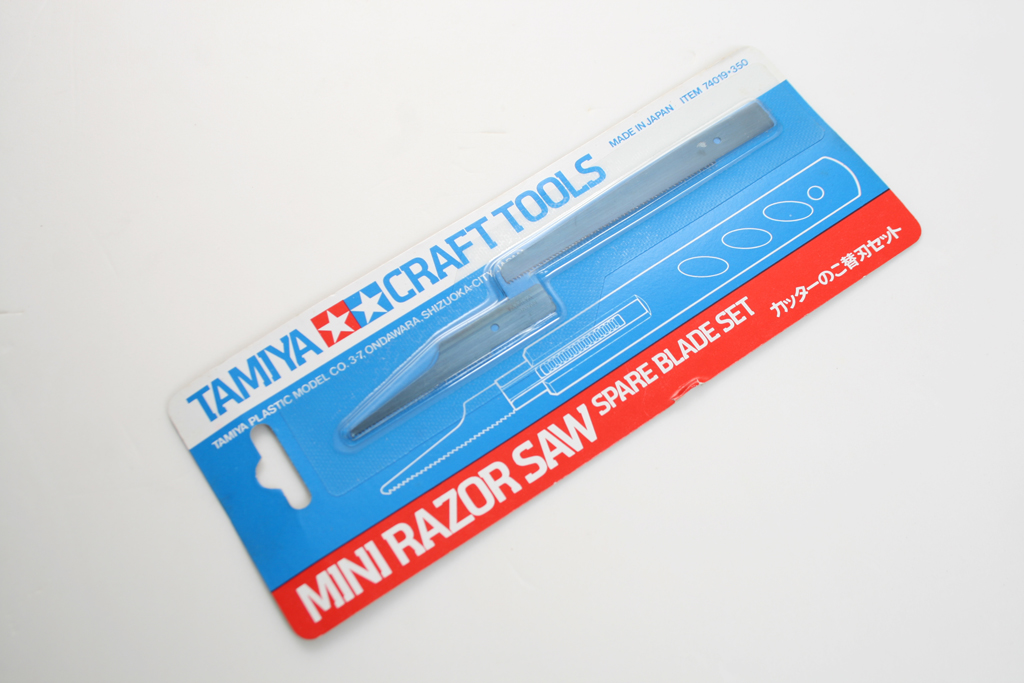 TAMIYA CRAFT TOOLS
MADE IN JAPAN ITEM 74019•350
TAMIYA PLASTIC MODEL CO. 3-7, ONDAWARA, SHIZUOKA-CITY
MINI RAZOR SAW SPARE BLADE SET
カッターのこ替刃セット